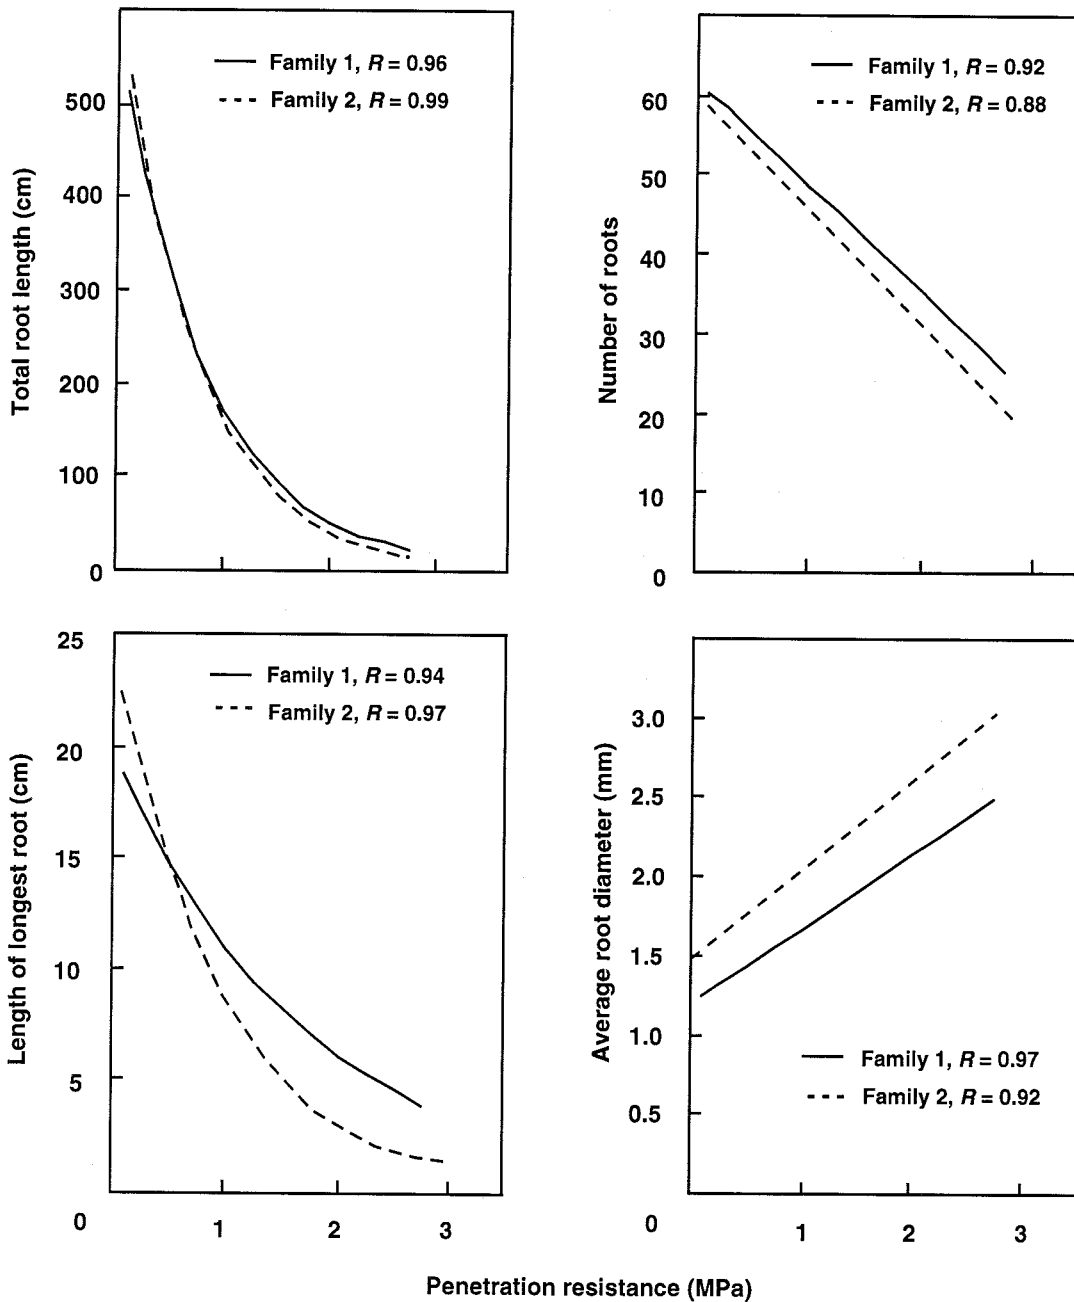 Family 1, R = 0.96
Family 2, R = 0.99
500
400
300
200
100
0
Total root length (cm)
Family 1, R = 0.92
Family 2, R = 0.88
60
50
40
30
20
10
0
Number of roots
Family 1, R = 0.94
Family 2, R = 0.97
25
20
15
10
5
0
1
2
3
Length of longest root (cm)
3.0
2.5
2.0
1.5
1.0
0.5
0
1
2
3
Average root diameter (mm)
Family 1, R = 0.97
Family 2, R = 0.92
Penetration resistance (MPa)